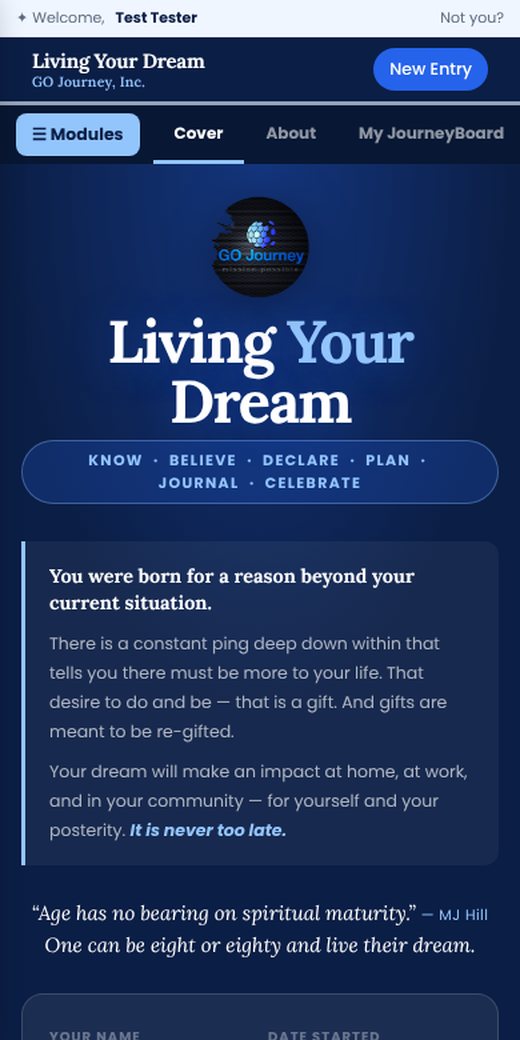 ✦ Welcome, Test Tester Not you?
Living Your Dream
GO Journey, Inc.
New Entry
☰ Modules Cover About My JourneyBoard
GO Journey
mission possible
Living Your
Dream
KNOW · BELIEVE · DECLARE · PLAN ·
JOURNAL · CELEBRATE
You were born for a reason beyond your
current situation.
There is a constant ping deep down within that
tells you there must be more to your life. That
desire to do and be — that is a gift. And gifts are
meant to be re-gifted.
Your dream will make an impact at home, at work,
and in your community — for yourself and your
posterity. It is never too late.
“Age has no bearing on spiritual maturity.” — MJ Hill
One can be eight or eighty and live their dream.
YOUR NAME DATE STARTED